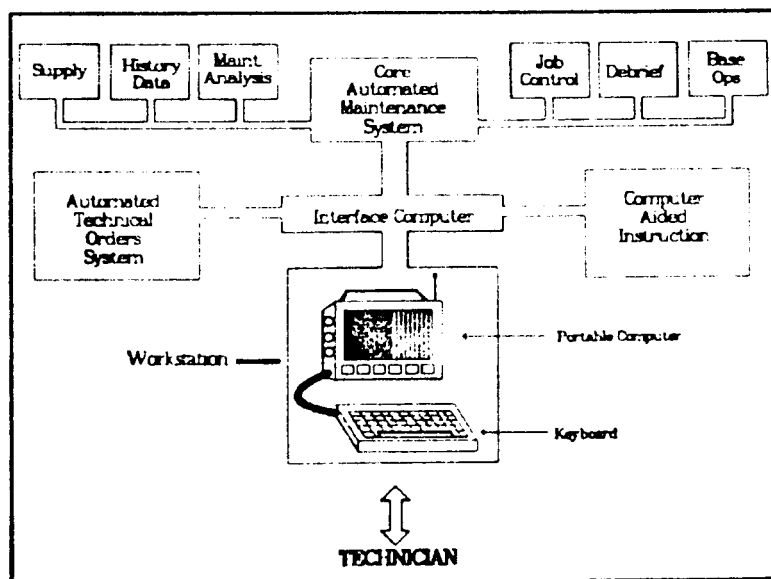 Supply
History
Data
Maint
Analysis
Core
Automated
Maintenance
System
Job
Control
Debrief
Base
Ops
Automated
Technical
Orders
System
Interface Computer
Computer
Aided
Instruction
Workstation
Portable Computer
Keyboard
TECHNICIAN